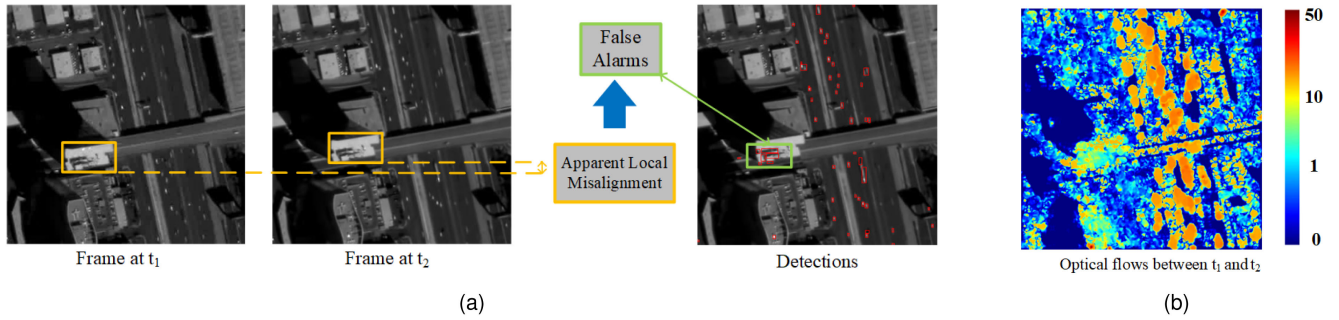 False
Alarms
Apparent Local
Misalignment
Frame at t1
Frame at t2
Detections
(a)
50
10
1
0
Optical flows between t1 and t2
(b)